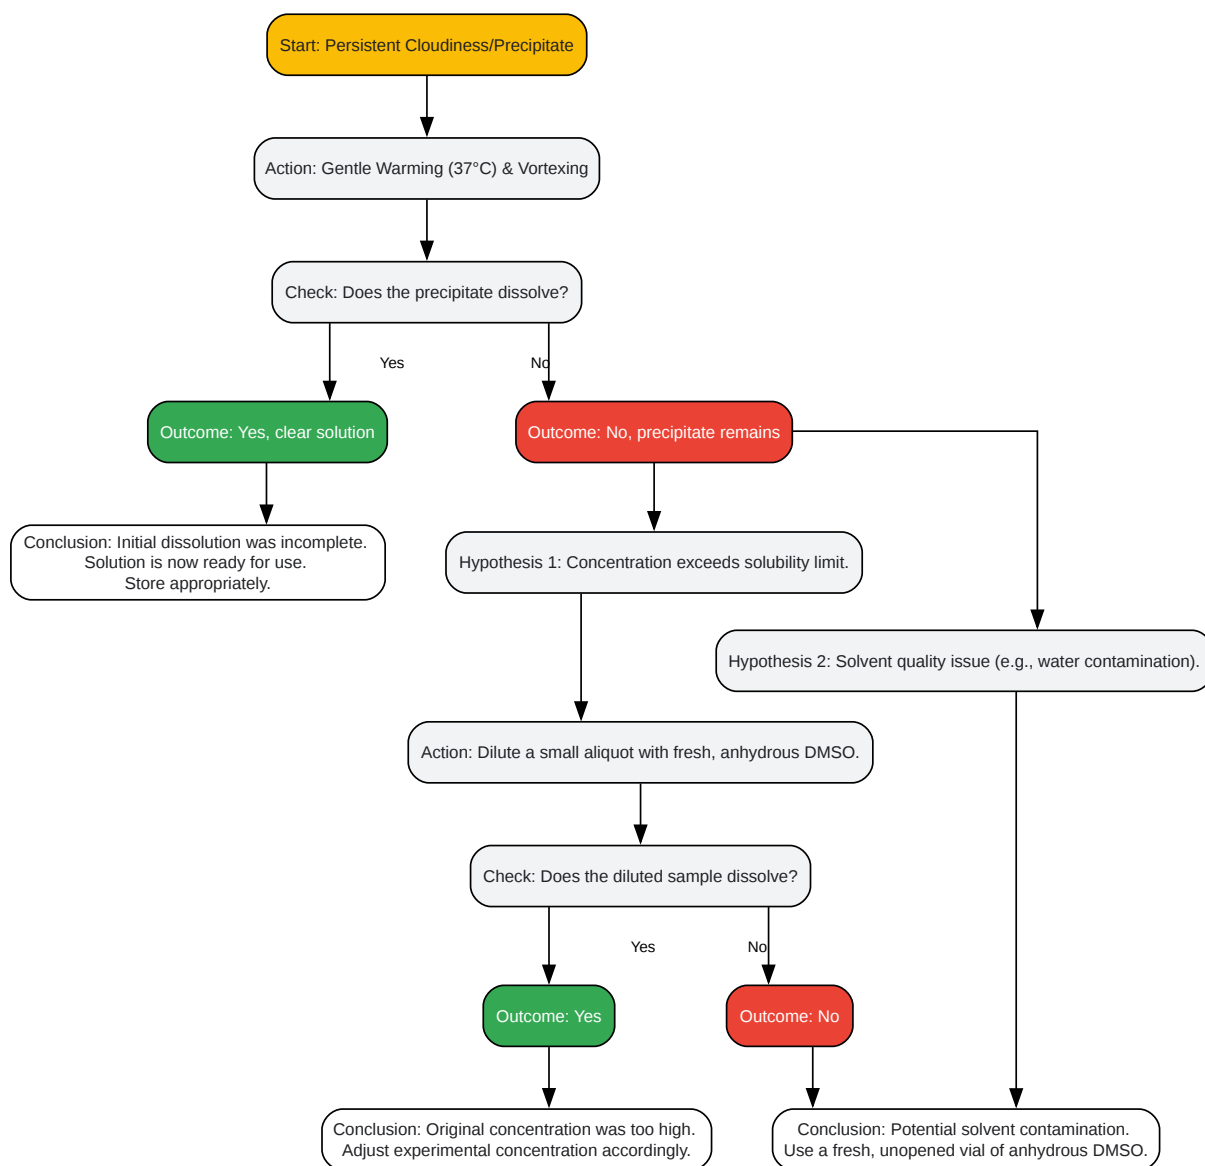 Start: Persistent Cloudiness/Precipitate
Action: Gentle Warming (37°C) & Vortexing
Check: Does the precipitate dissolve?
Yes
No
Outcome: Yes, clear solution
Outcome: No, precipitate remains
Conclusion: Initial dissolution was incomplete.
Solution is now ready for use.
Store appropriately.
Hypothesis 1: Concentration exceeds solubility limit.
Hypothesis 2: Solvent quality issue (e.g., water contamination).
Action: Dilute a small aliquot with fresh, anhydrous DMSO.
Check: Does the diluted sample dissolve?
Yes
No
Outcome: Yes
Outcome: No
Conclusion: Original concentration was too high.
Adjust experimental concentration accordingly.
Conclusion: Potential solvent contamination.
Use a fresh, unopened vial of anhydrous DMSO.